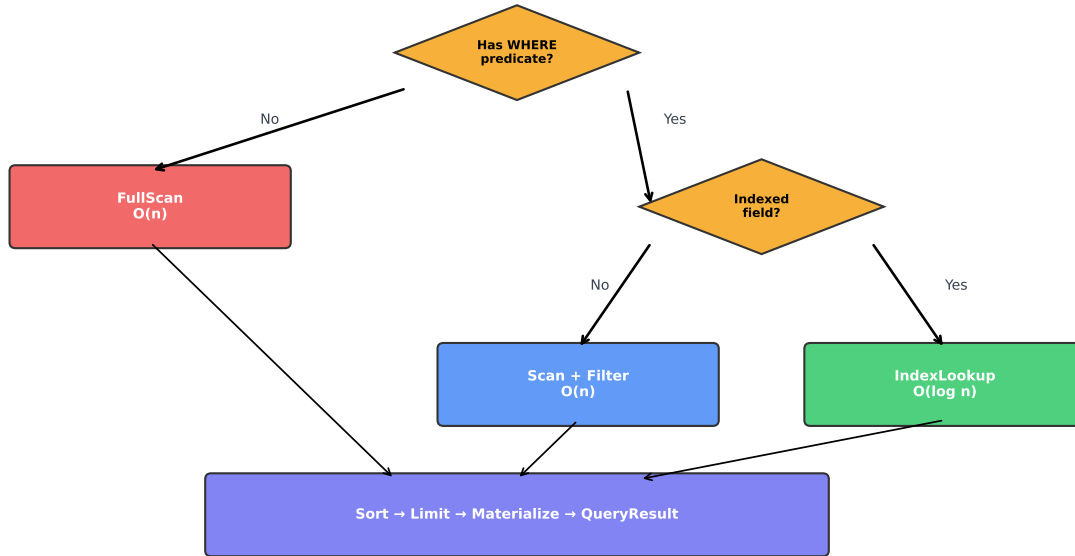 Has WHERE
predicate?
No
Yes
FullScan
O(n)
Indexed
field?
No
Yes
Scan + Filter
O(n)
IndexLookup
O(log n)
Sort → Limit → Materialize → QueryResult